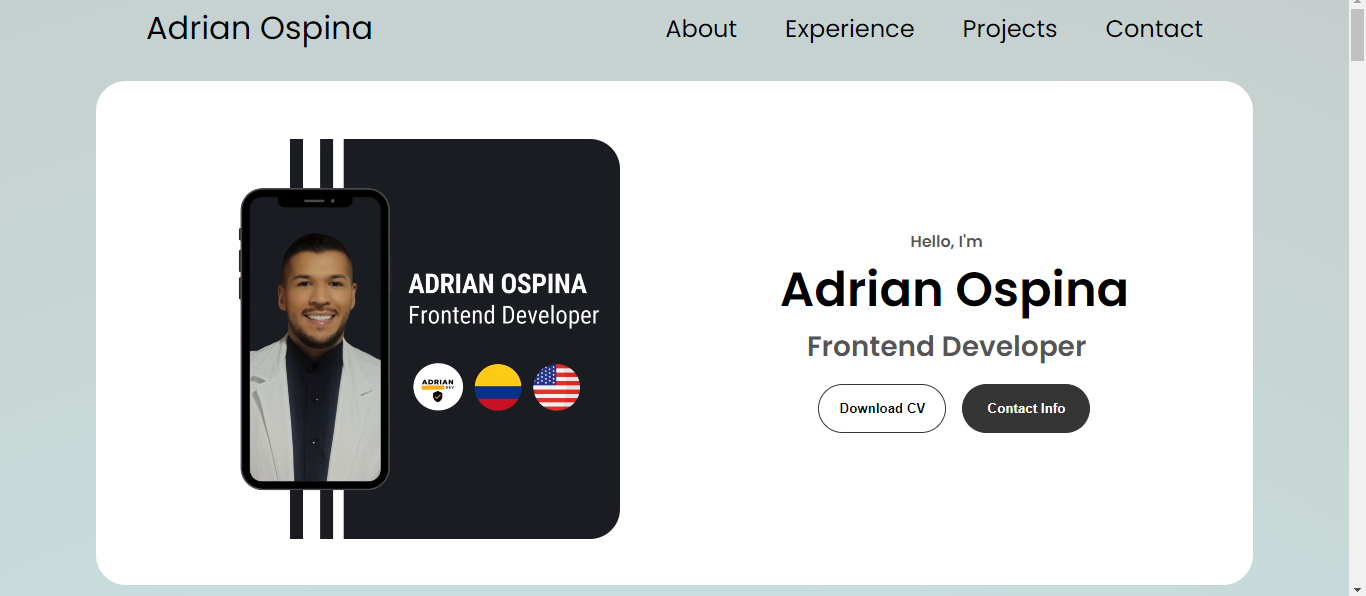 Adrian Ospina
About
Experience
Projects
Contact
ADRIAN OSPINA
Frontend Developer
ADRIAN
DEV
Hello, I'm
Adrian Ospina
Frontend Developer
Download CV
Contact Info